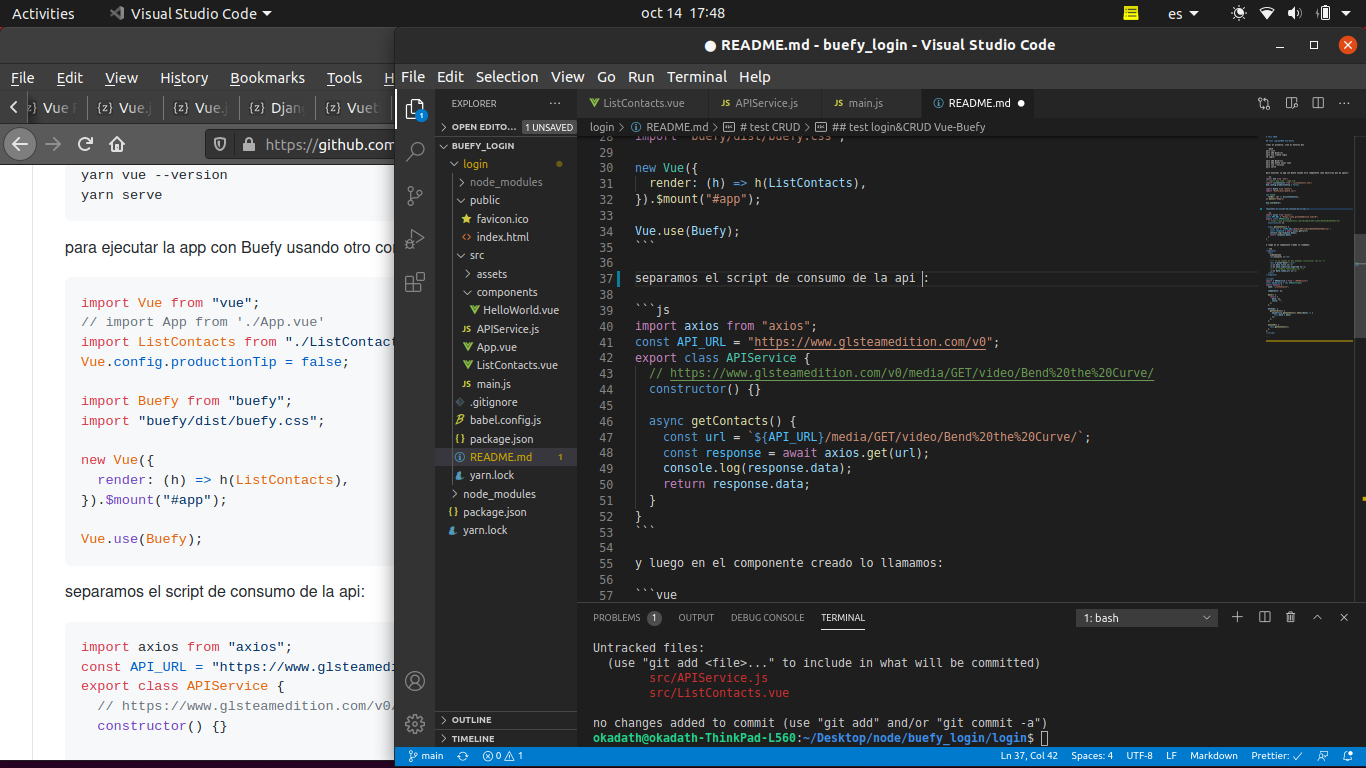 Activities
Visual Studio Code
oct 14 17:48
es
README.md - buefy_login - Visual Studio Code
File Edit View History Bookmarks Tools H
File Edit Selection View Go Run Terminal Help
Vue Vue.j Vue.j Djan Vuet
https://github.com
yarn vue --version
yarn serve
para ejecutar la app con Buefy usando otro co
import Vue from "vue";
// import App from './App.vue'
import ListContacts from "./ListContact
Vue.config.productionTip = false;
import Buefy from "buefy";
import "buefy/dist/buefy.css";
new Vue({
render: (h) => h(ListContacts),
}).$mount("#app");
Vue.use(Buefy);
separamos el script de consumo de la api:
import axios from "axios";
const API_URL = "https://www.glsteamedi
export class APIService {
// https://www.glsteamedition.com/v0/
constructor() {}
EXPLORER
OPEN EDITO... 1 UNSAVED
BUEFY_LOGIN
login
node_modules
public
favicon.ico
index.html
src
assets
components
HelloWorld.vue
JS APIService.js
App.vue
ListContacts.vue
JS main.js
.gitignore
babel.config.js
package.json
README.md 1
yarn.lock
node_modules
package.json
yarn.lock
OUTLINE
TIMELINE
ListContacts.vue JS APIService.js JS main.js README.md
login > README.md > # test CRUD > ## test login&CRUD Vue-Buefy
28 import "buefy/dist/buefy.css";
29
30 new Vue({
31 render: (h) => h(ListContacts),
32 }).$mount("#app");
33
34 Vue.use(Buefy);
35 ```
36
37 separamos el script de consumo de la api :
38
39 ```js
40 import axios from "axios";
41 const API_URL = "https://www.glsteamedition.com/v0";
42 export class APIService {
43 // https://www.glsteamedition.com/v0/media/GET/video/Bend%20the%20Curve/
44 constructor() {}
45
46 async getContacts() {
47 const url = `${API_URL}/media/GET/video/Bend%20the%20Curve/`;
48 const response = await axios.get(url);
49 console.log(response.data);
50 return response.data;
51 }
52 }
53 ```
54
55 y luego en el componente creado lo llamamos:
56
57 ```vue
PROBLEMS 1 OUTPUT DEBUG CONSOLE TERMINAL
1: bash
Untracked files:
(use "git add <file>..." to include in what will be committed)
src/APIService.js
src/ListContacts.vue
no changes added to commit (use "git add" and/or "git commit -a")
okadath@okadath-ThinkPad-L560:~/Desktop/node/buefy_login/login$
main 0 1
Ln 37, Col 42 Spaces: 4 UTF-8 LF Markdown Prettier: ✓